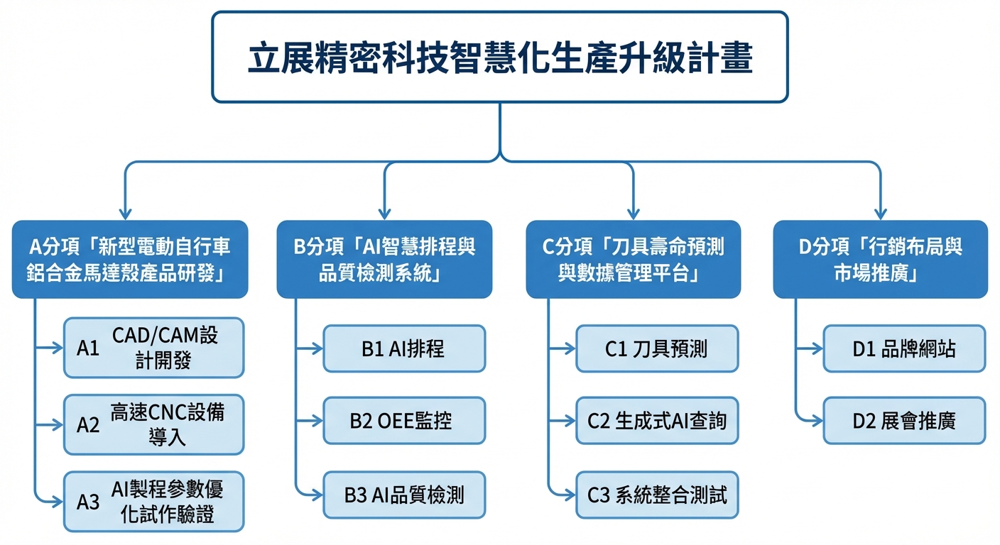 立展精密科技智慧化生產升級計畫
A分項「新型電動自行車
鋁合金馬達殼產品研發」
A1 CAD/CAM設
計開發
A2 高速CNC設備
導入
A3 AI製程參數優
化試作驗證
B分項「AI智慧排程與
品質檢測系統」
B1 AI排程
B2 OEE監控
B3 AI品質檢測
C分項「刀具壽命預測
與數據管理平台」
C1 刀具預測
C2 生成式AI查詢
C3 系統整合測試
D分項「行銷布局與
市場推廣」
D1 品牌網站
D2 展會推廣